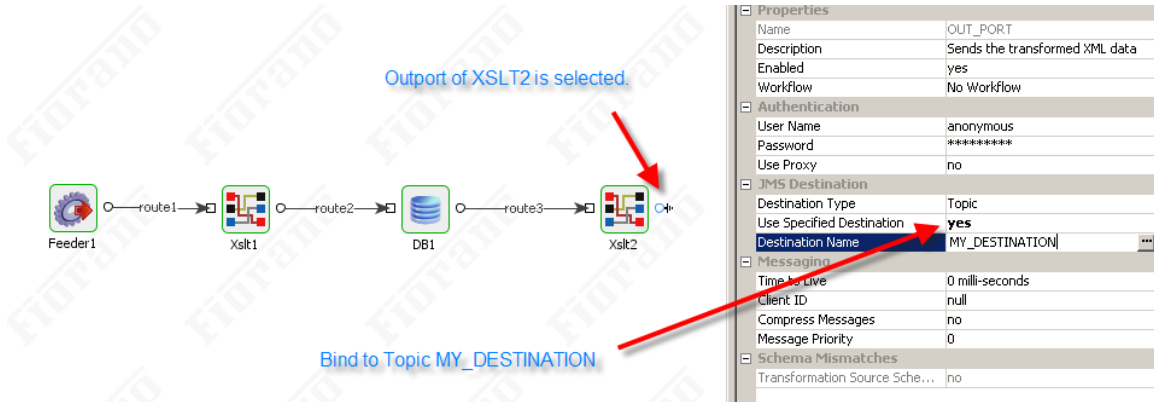 Outport of XSLT2 is selected.
route1
route2
route3
Feeder1
Xslt1
DB1
Xslt2
Bind to Topic MY_DESTINATION
Properties
Name OUT_PORT
Description Sends the transformed XML data
Enabled yes
Workflow No Workflow
Authentication
User Name anonymous
Password *********
Use Proxy no
JMS Destination
Destination Type Topic
Use Specified Destination yes
Destination Name MY_DESTINATION ...
Messaging
Time to Live 0 milli-seconds
Client ID null
Compress Messages no
Message Priority 0
Schema Mismatches
Transformation Source Sche... no
Fiorano